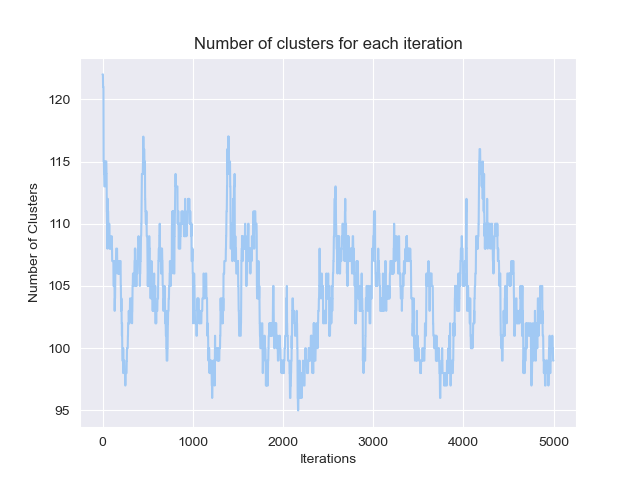 Number of clusters for each iteration
Number of Clusters
120
115
110
105
100
95
0 1000 2000 3000 4000 5000
Iterations